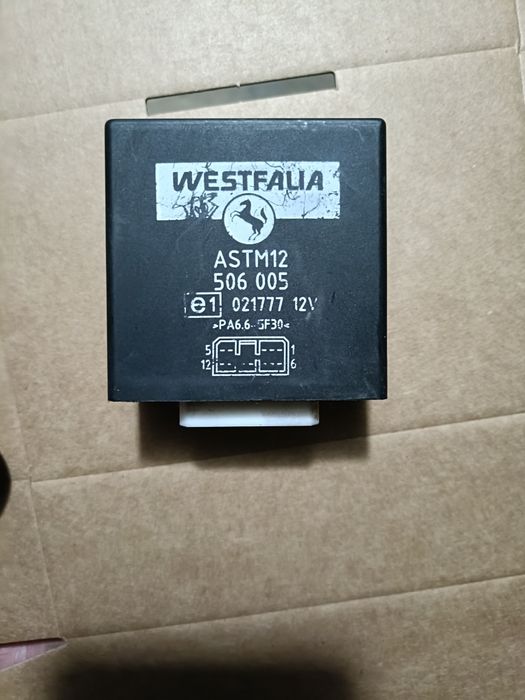 WESTFALIA
ASTM12
506 005
e1 021777 12V
>PA6.6-GF30<
5 1
12 6